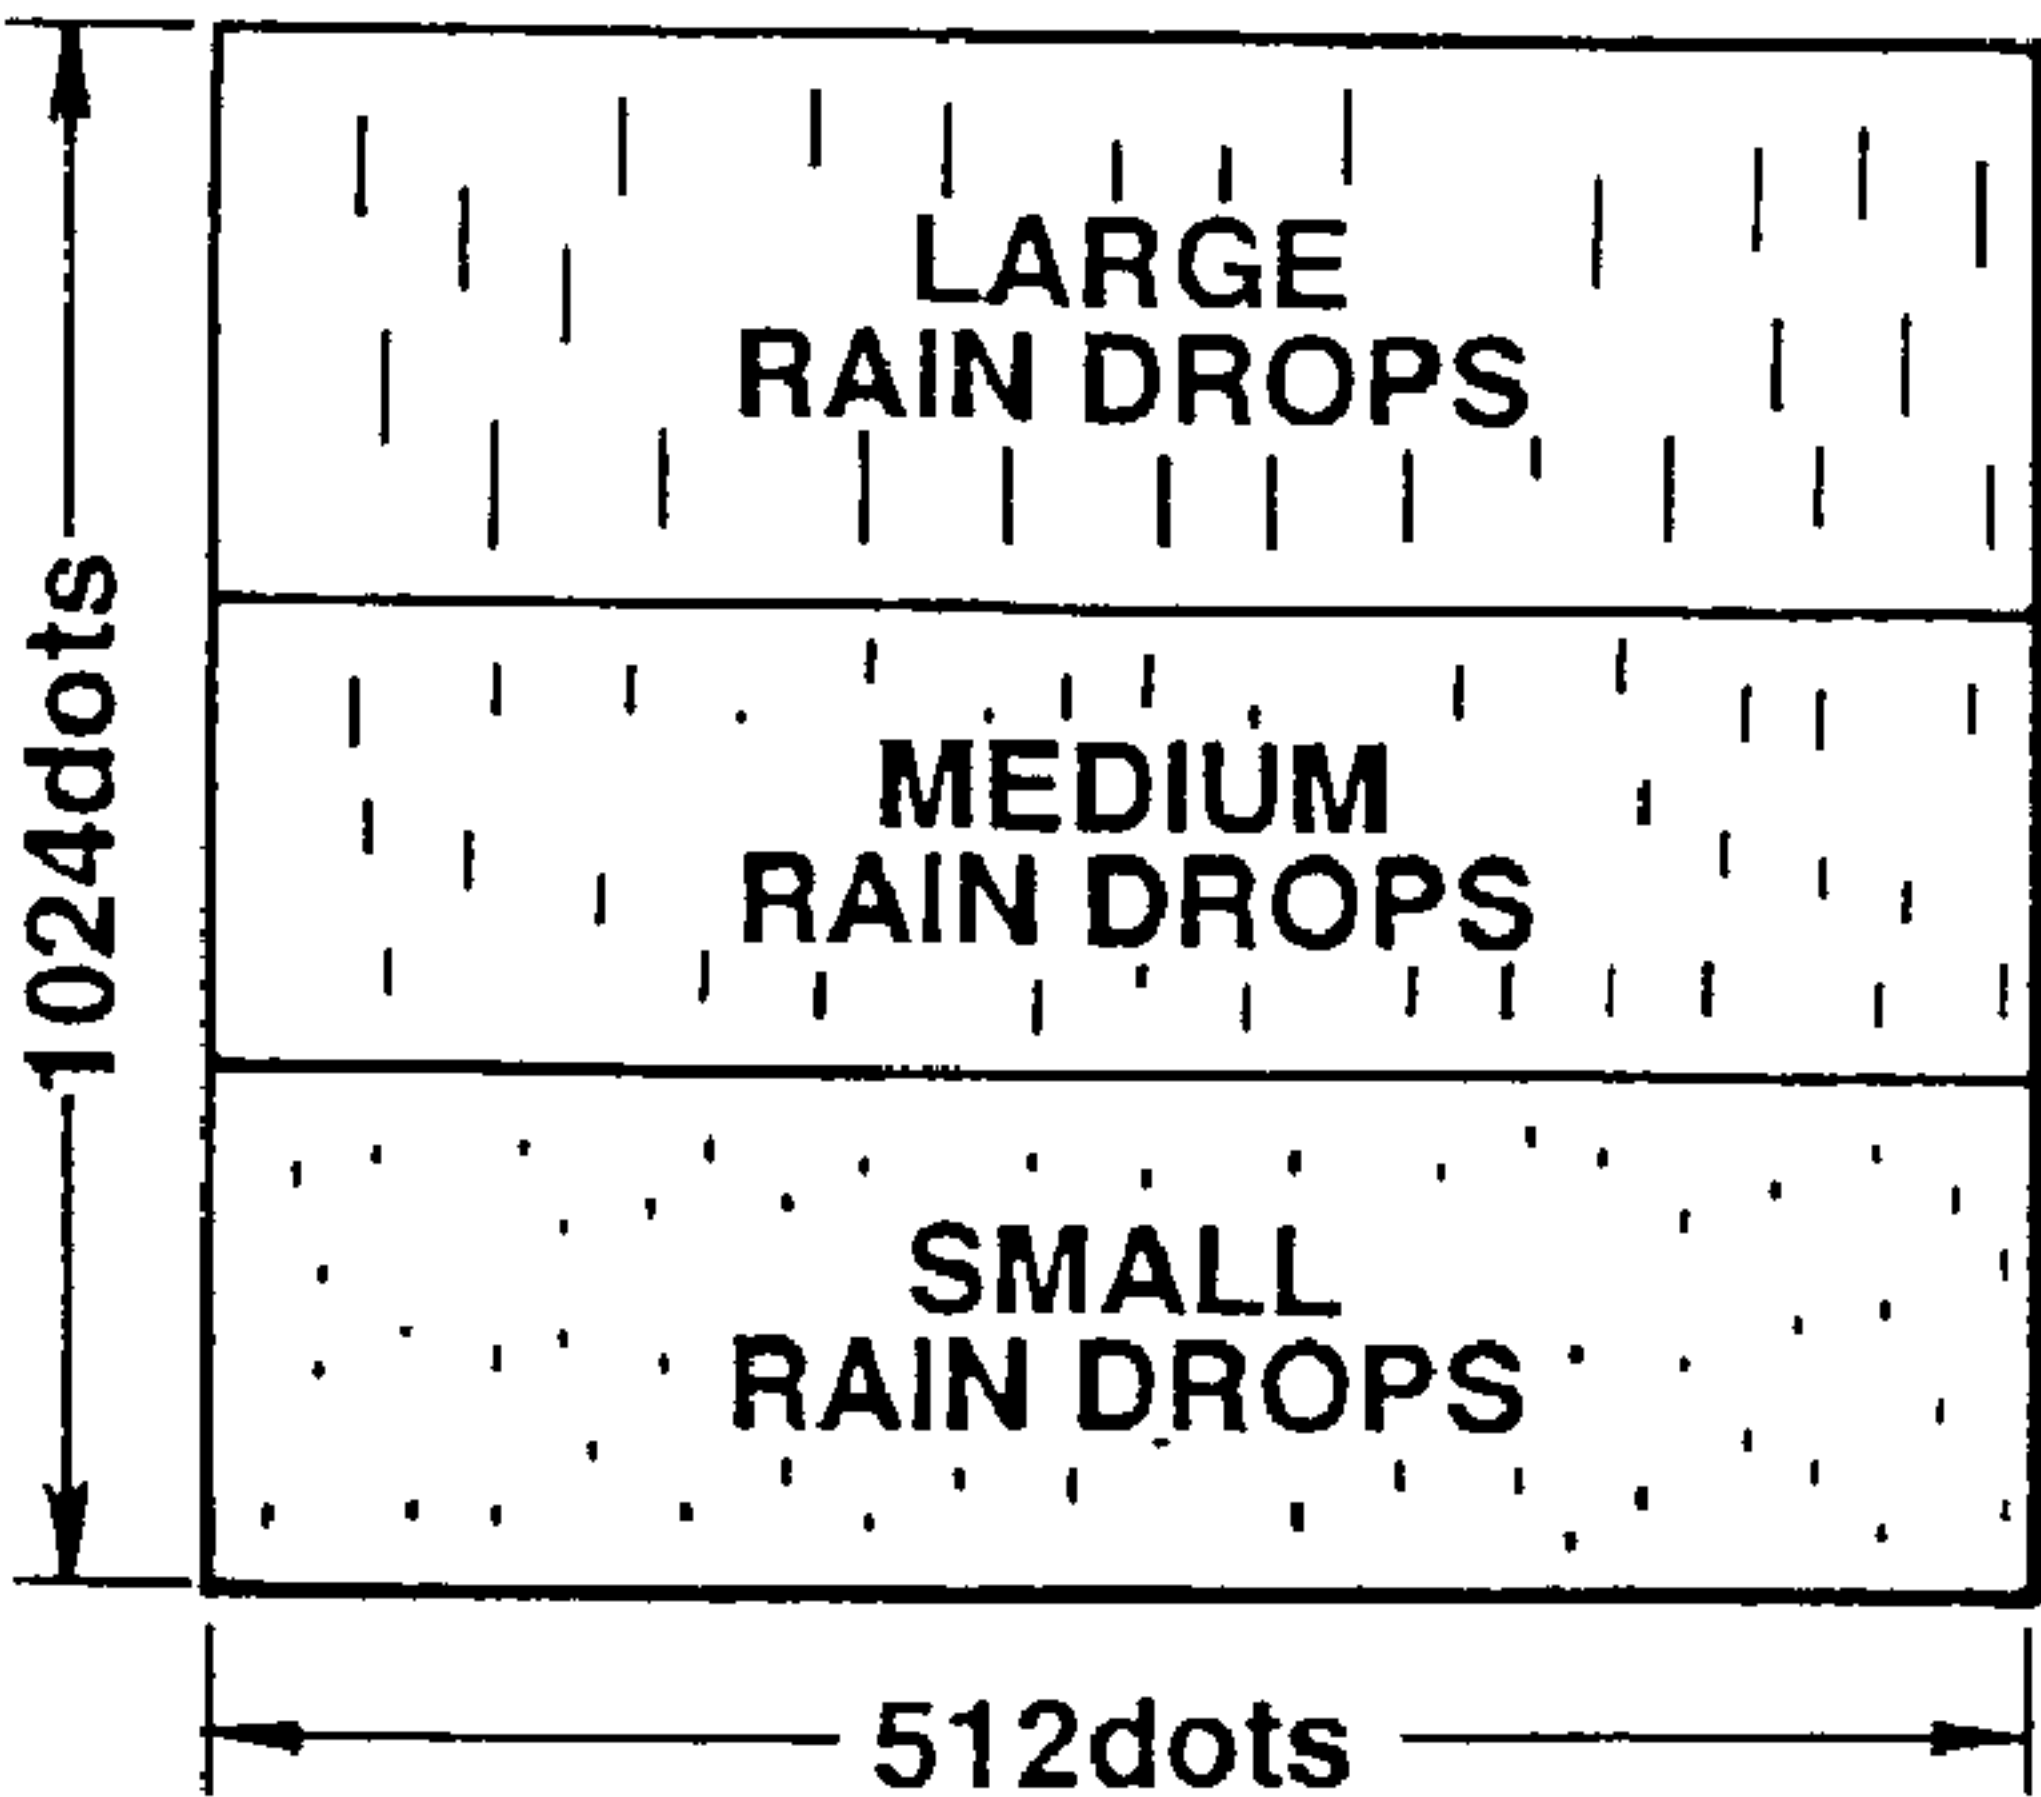 LARGE
RAIN DROPS
1024dots
MEDIUM
RAIN DROPS
SMALL
RAIN DROPS
512dots